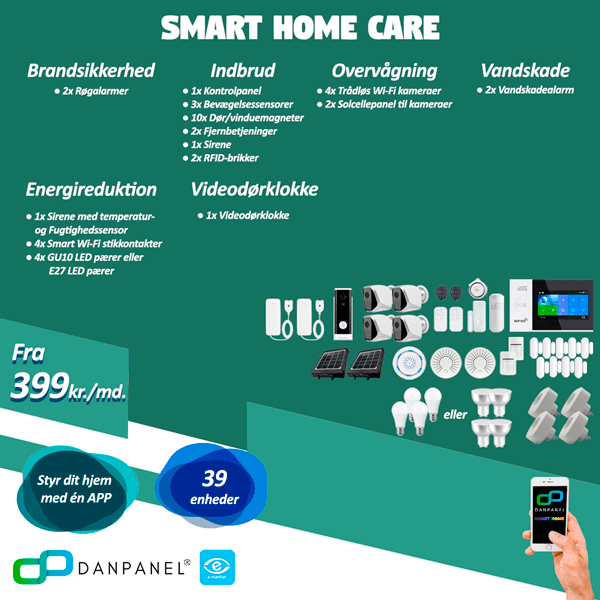 SMART HOME CARE
Brandsikkerhed
• 2x Røgalarmer
Indbrud
• 1x Kontrolpanel
• 3x Bevægelsessensorer
• 10x Dør/vinduemagneter
• 2x Fjernbetjeninger
• 1x Sirene
• 2x RFID-brikker
Overvågning
• 4x Trådløs Wi-Fi kameraer
• 2x Solcellepanel til kameraer
Vandskade
• 2x Vandskadealarm
Energireduktion
• 1x Sirene med temperatur-
og Fugtighedssensor
• 4x Smart Wi-Fi stikkontakter
• 4x GU10 LED pærer eller
E27 LED pærer
Videodørklokke
• 1x Videodørklokke
Fra
399kr./md.
eller
Styr dit hjem
med én APP
39
enheder
DANPANEL
SMART HOME
DANPANEL®
e-mærket